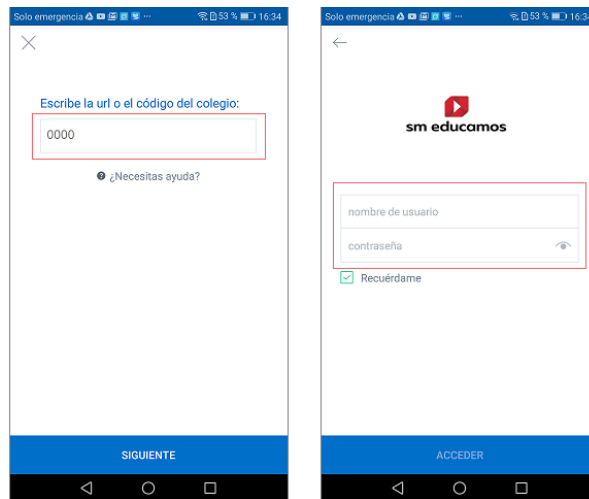 Solo emergencia ... 53 % 16:34
Escribe la url o el código del colegio:
0000
¿Necesitas ayuda?
SIGUIENTE
Solo emergencia ... 53 % 16:34
sm educamos
nombre de usuario
contraseña
Recuérdame
ACCEDER